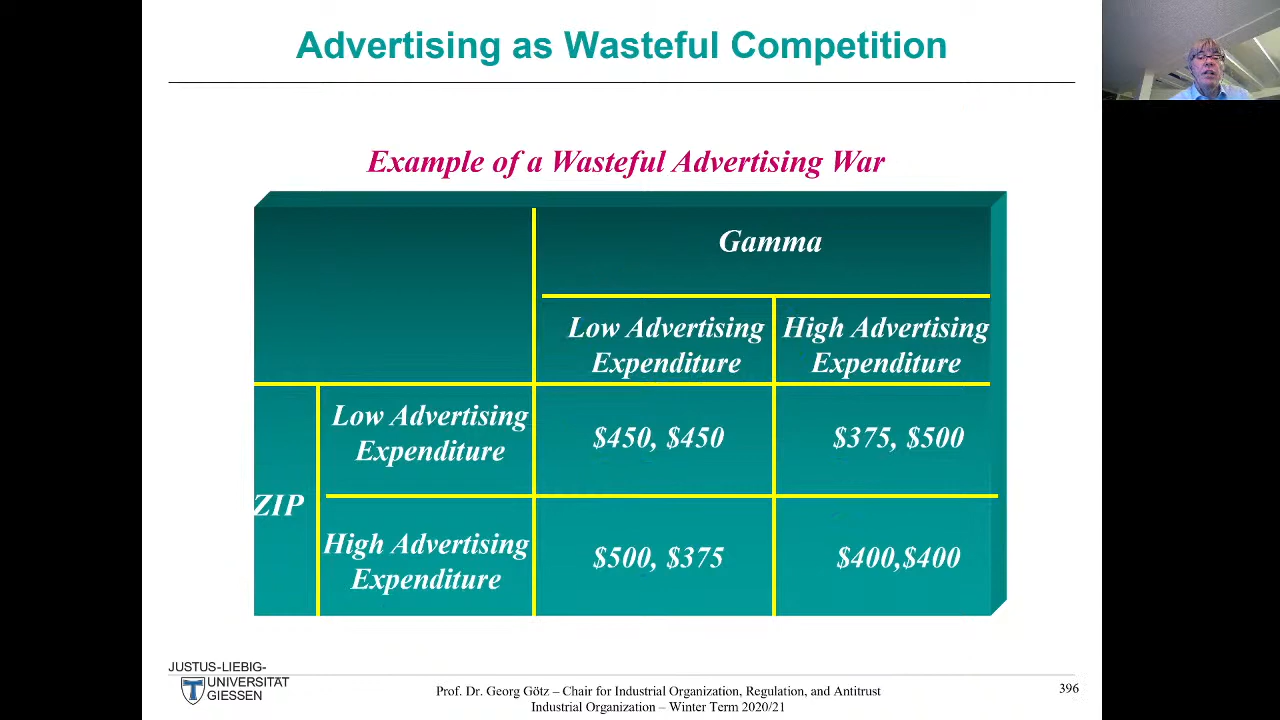 Advertising as Wasteful Competition
Example of a Wasteful Advertising War
Gamma
Low Advertising High Advertising
Expenditure Expenditure
Low Advertising
Expenditure
$450, $450 $375, $500
ZIP
High Advertising
Expenditure
$500, $375 $400,$400
JUSTUS-LIEBIG-
UNIVERSITÄT
GIESSEN
Prof. Dr. Georg Götz – Chair for Industrial Organization, Regulation, and Antitrust
Industrial Organization – Winter Term 2020/21
396